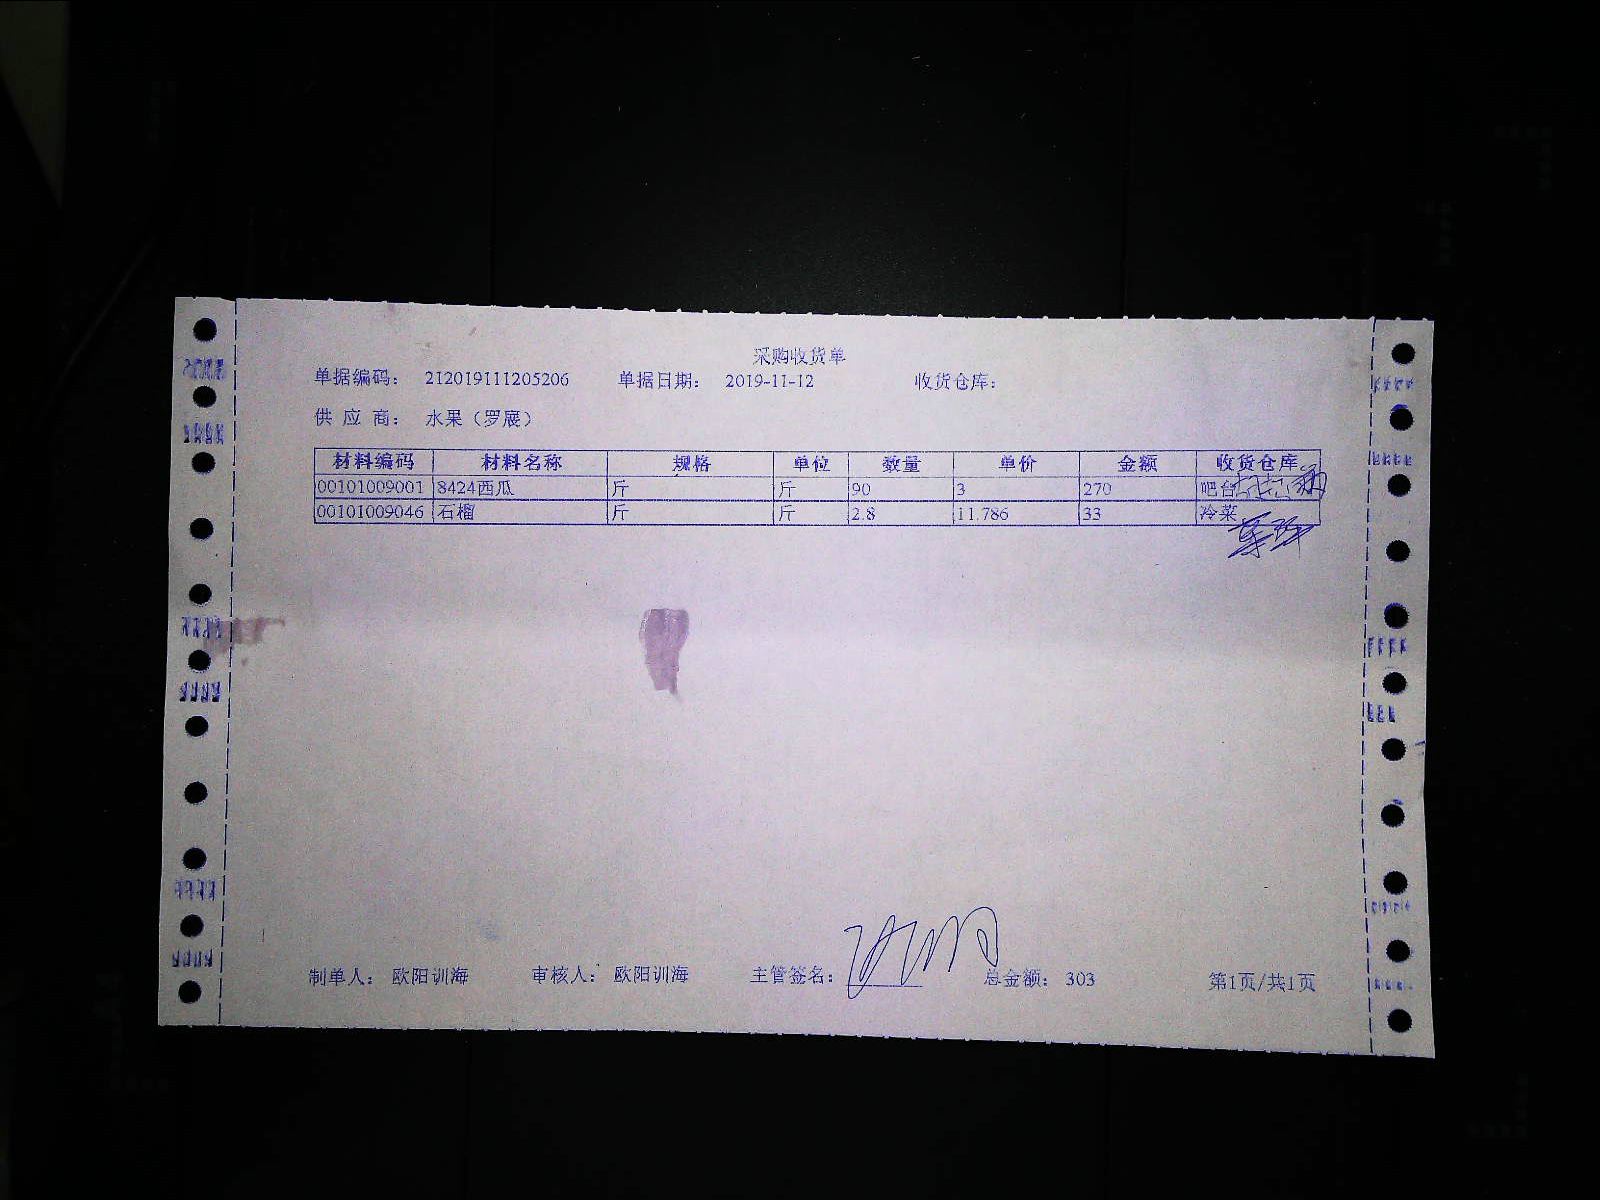 采购收货单
单据编码： 212019111205206 单据日期： 2019-11-12 收货仓库：
供 应 商： 水果（罗展）
材料编码 材料名称 规格 单位 数量 单价 金额 收货仓库
00101009001 8424西瓜 斤 斤 90 3 270 吧台
00101009046 石榴 斤 斤 2.8 11.786 33 冷菜
制单人： 欧阳训海 审核人： 欧阳训海 主管签名： 总金额： 303 第1页/共1页